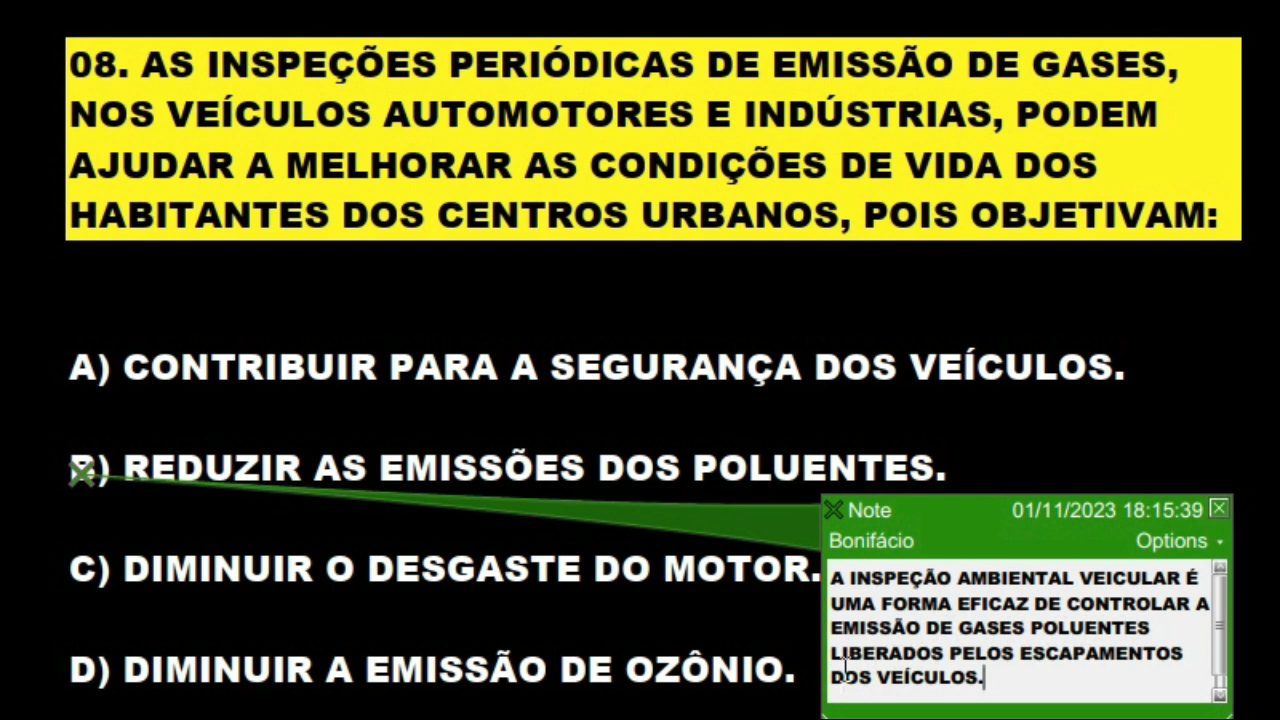 08. AS INSPEÇÕES PERIÓDICAS DE EMISSÃO DE GASES,
NOS VEÍCULOS AUTOMOTORES E INDÚSTRIAS, PODEM
AJUDAR A MELHORAR AS CONDIÇÕES DE VIDA DOS
HABITANTES DOS CENTROS URBANOS, POIS OBJETIVAM:
A) CONTRIBUIR PARA A SEGURANÇA DOS VEÍCULOS.
B) REDUZIR AS EMISSÕES DOS POLUENTES.
C) DIMINUIR O DESGASTE DO MOTOR.
D) DIMINUIR A EMISSÃO DE OZÔNIO.
Note 01/11/2023 18:15:39
Bonifácio Options
A INSPEÇÃO AMBIENTAL VEICULAR É
UMA FORMA EFICAZ DE CONTROLAR A
EMISSÃO DE GASES POLUENTES
LIBERADOS PELOS ESCAPAMENTOS
DOS VEÍCULOS.